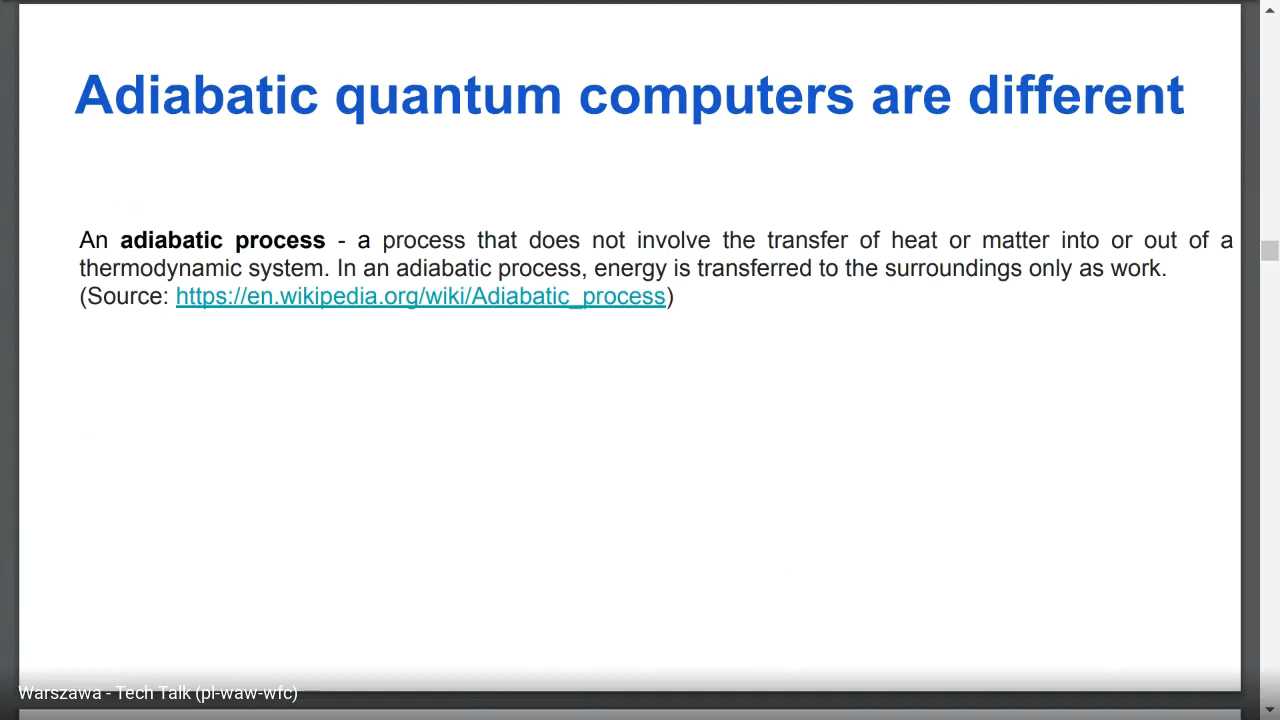 Adiabatic quantum computers are different
An adiabatic process - a process that does not involve the transfer of heat or matter into or out of a
thermodynamic system. In an adiabatic process, energy is transferred to the surroundings only as work.
(Source: https://en.wikipedia.org/wiki/Adiabatic_process)
Warszawa - Tech Talk (pl-waw-wfc)